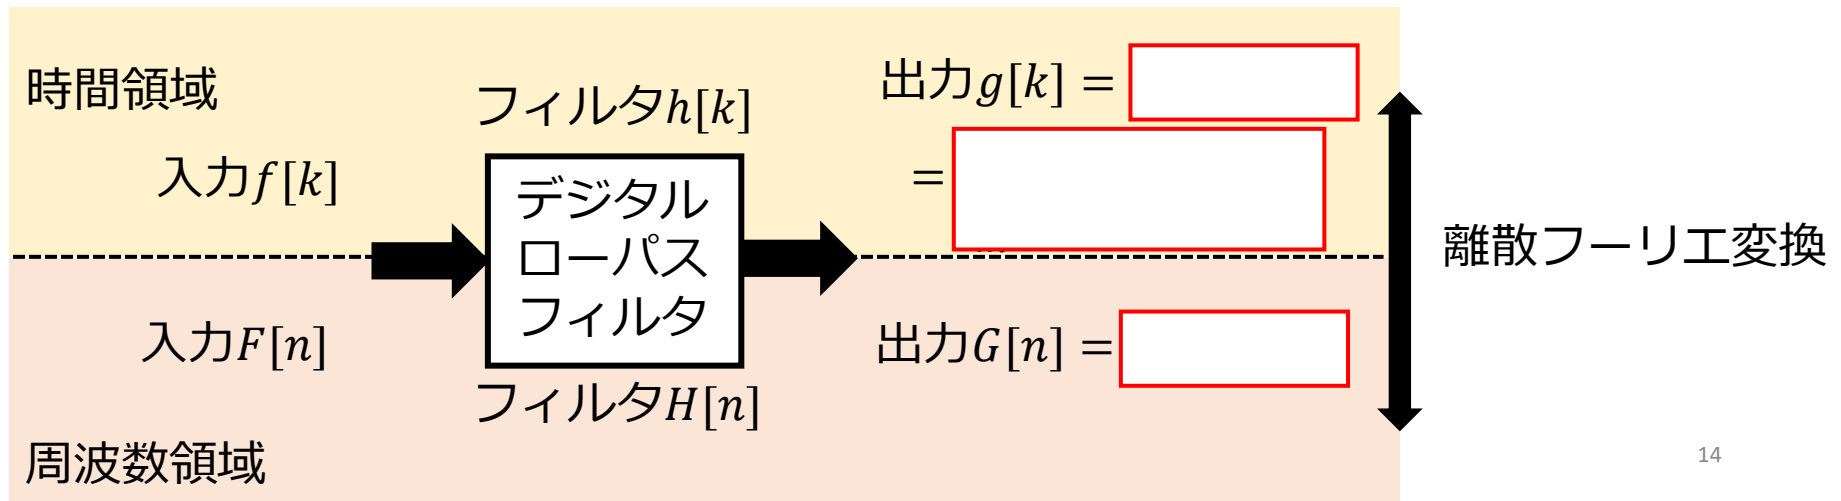 時間領域
フィルタh[k]
出力g[k] =
入力f[k]
=
デジタル
ローパス
フィルタ
離散フーリエ変換
入力F[n]
出力G[n] =
フィルタH[n]
周波数領域
14